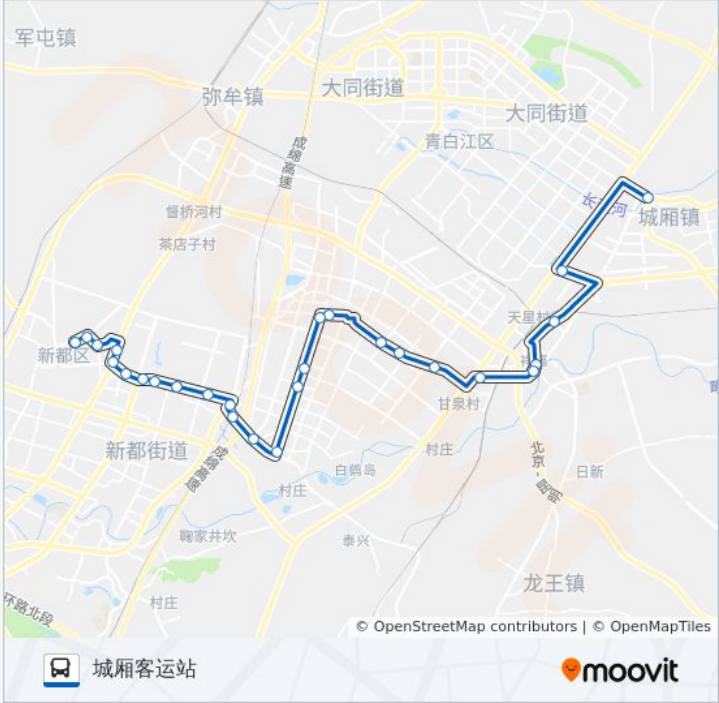 军屯镇
弥牟镇
大同街道
大同街道
青白江区
成绵高速
督桥河村
茶店子村
城厢镇
天星村
新都区
甘泉村
新都街道
成绵高速
白鹤岛
村庄
村庄
北京-昆明
日新
鞠家井坎
泰兴
龙王镇
村庄
环路北段
© OpenStreetMap contributors | © OpenMapTiles
城厢客运站
moovit